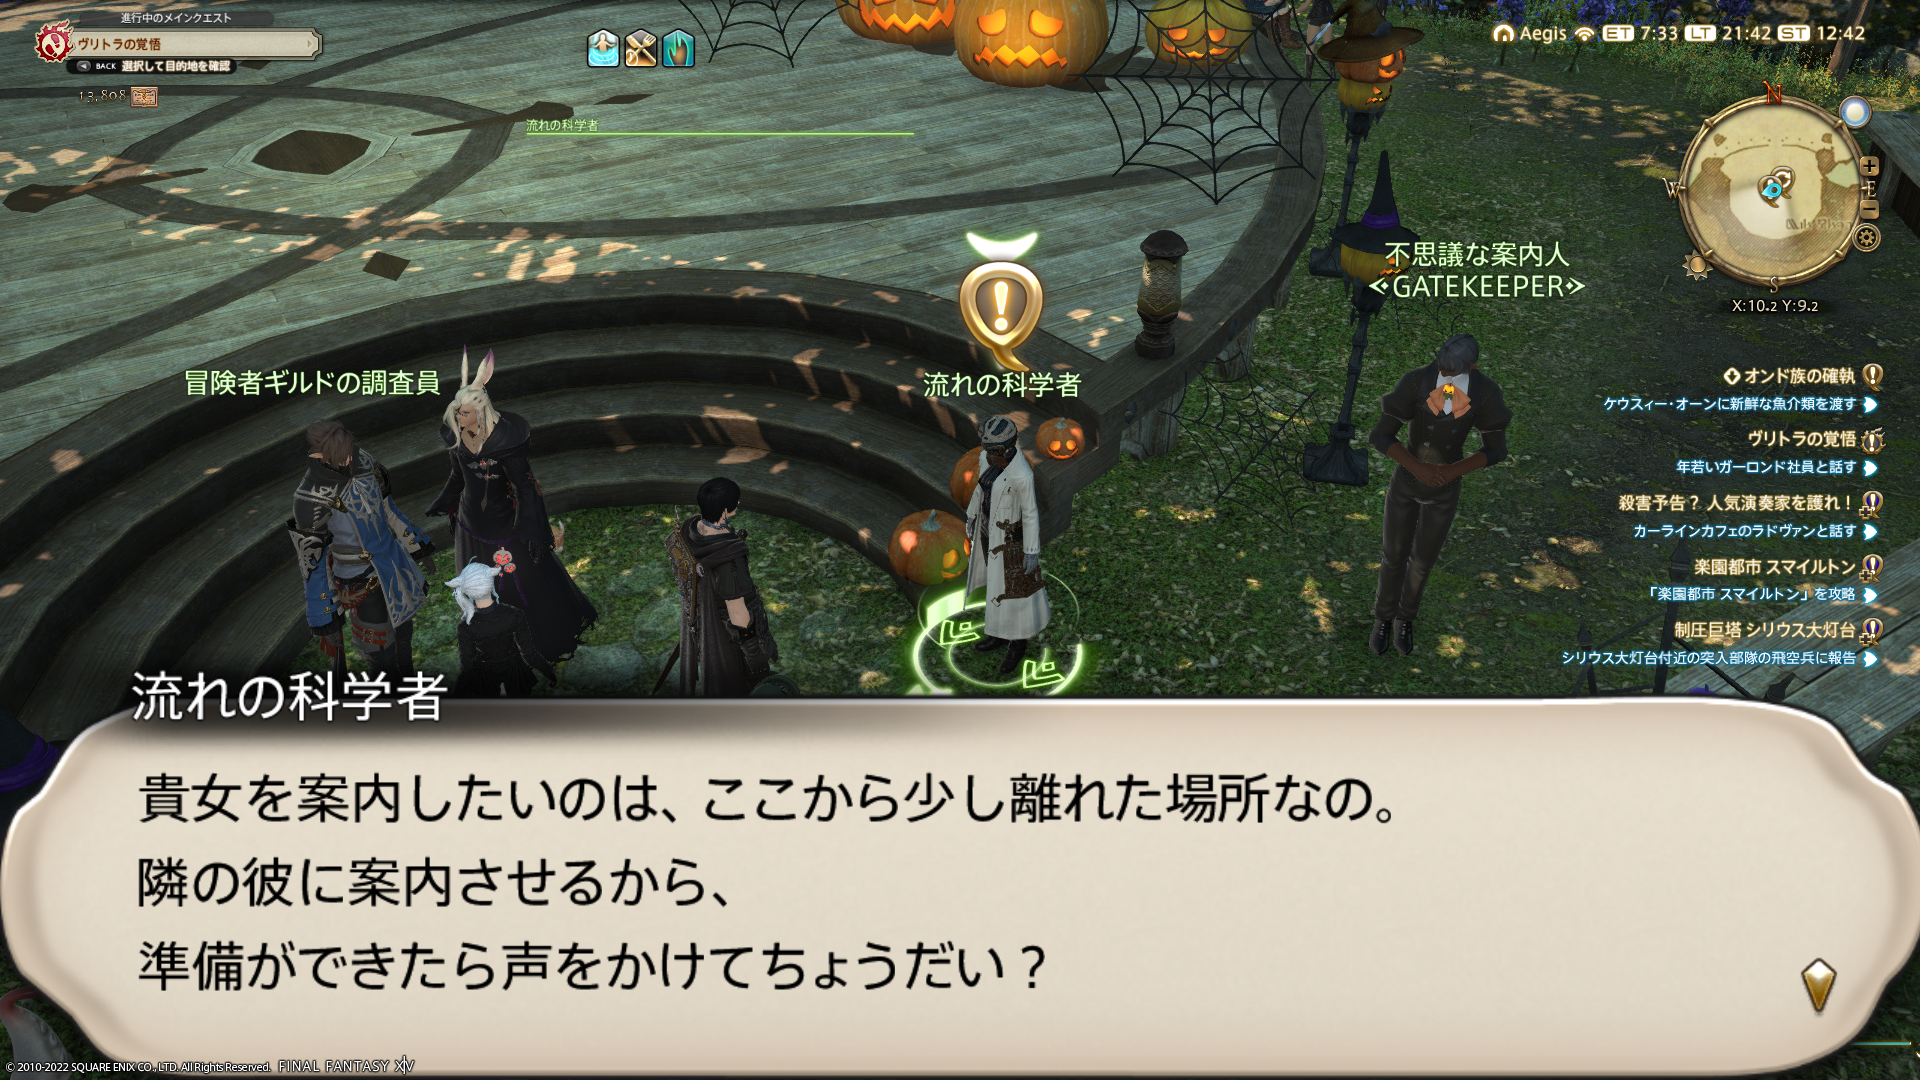 進行中のメインクエスト
ヴリトラの覚悟
BACK 選択して目的地を確認
13,808
流れの科学者
Aegis ET 7:33 LT 21:42 ST 12:42
N
W
E
S
X:10.2 Y:9.2
不思議な案内人
GATEKEEPER
冒険者ギルドの調査員
流れの科学者
オンド族の確執
ケウスィー・オーンに新鮮な魚介類を渡す
ヴリトラの覚悟
年若いガーロンド社員と話す
殺害予告？ 人気演奏家を護れ！
カーラインカフェのラドヴァンと話す
楽園都市 スマイルトン
「楽園都市 スマイルトン」を攻略
制圧巨塔 シリウス大灯台
シリウス大灯台付近の突入部隊の飛空兵に報告
流れの科学者
貴女を案内したいのは、ここから少し離れた場所なの。
隣の彼に案内させるから、
準備ができたら声をかけてちょうだい？
© 2010-2022 SQUARE ENIX CO., LTD. All Rights Reserved. FINAL FANTASY XIV